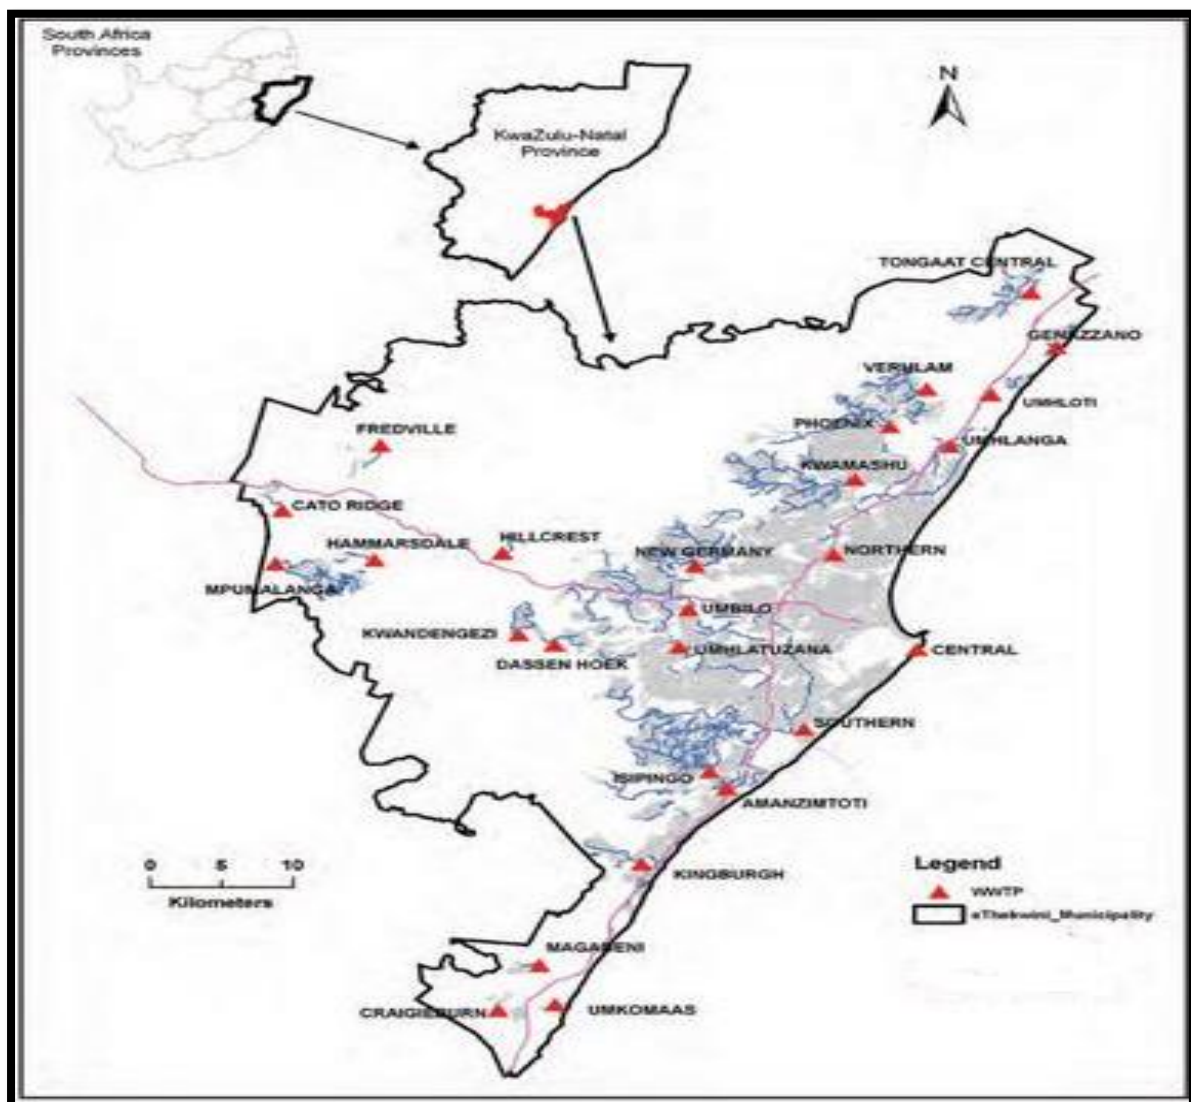 South Africa
Provinces
N
KwaZulu-Natal
Province
TONGAAT CENTRAL
GENAZZANO
VERULAM
UMHLOTI
PHOENIX
UMHLANGA
FREDVILLE
KWAMASHU
CATO RIDGE
HAMMARSDALE
HILLCREST
NEW GERMANY
NORTHERN
MPUMALANGA
UMBILO
KWANDENGEZI
DASSEN HOEK
UMHLATUZANA
CENTRAL
SOUTHERN
ISIPINGO
AMANZIMTOTI
0 5 10
Kilometers
KINGBURGH
Legend
WWTP
eThekwini_Municipality
MAGABENI
CRAIGIEBURN
UMKOMAAS